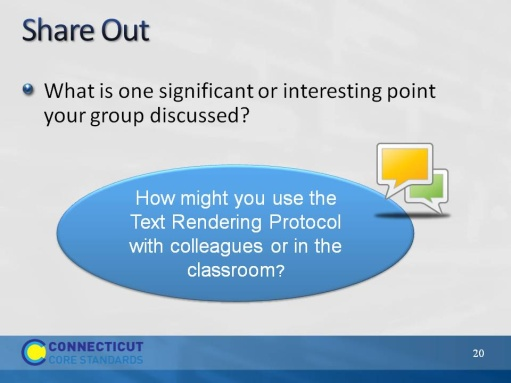 Share Out
What is one significant or interesting point
your group discussed?
How might you use the
Text Rendering Protocol
with colleagues or in the
classroom?
CONNECTICUT
CORE STANDARDS
20